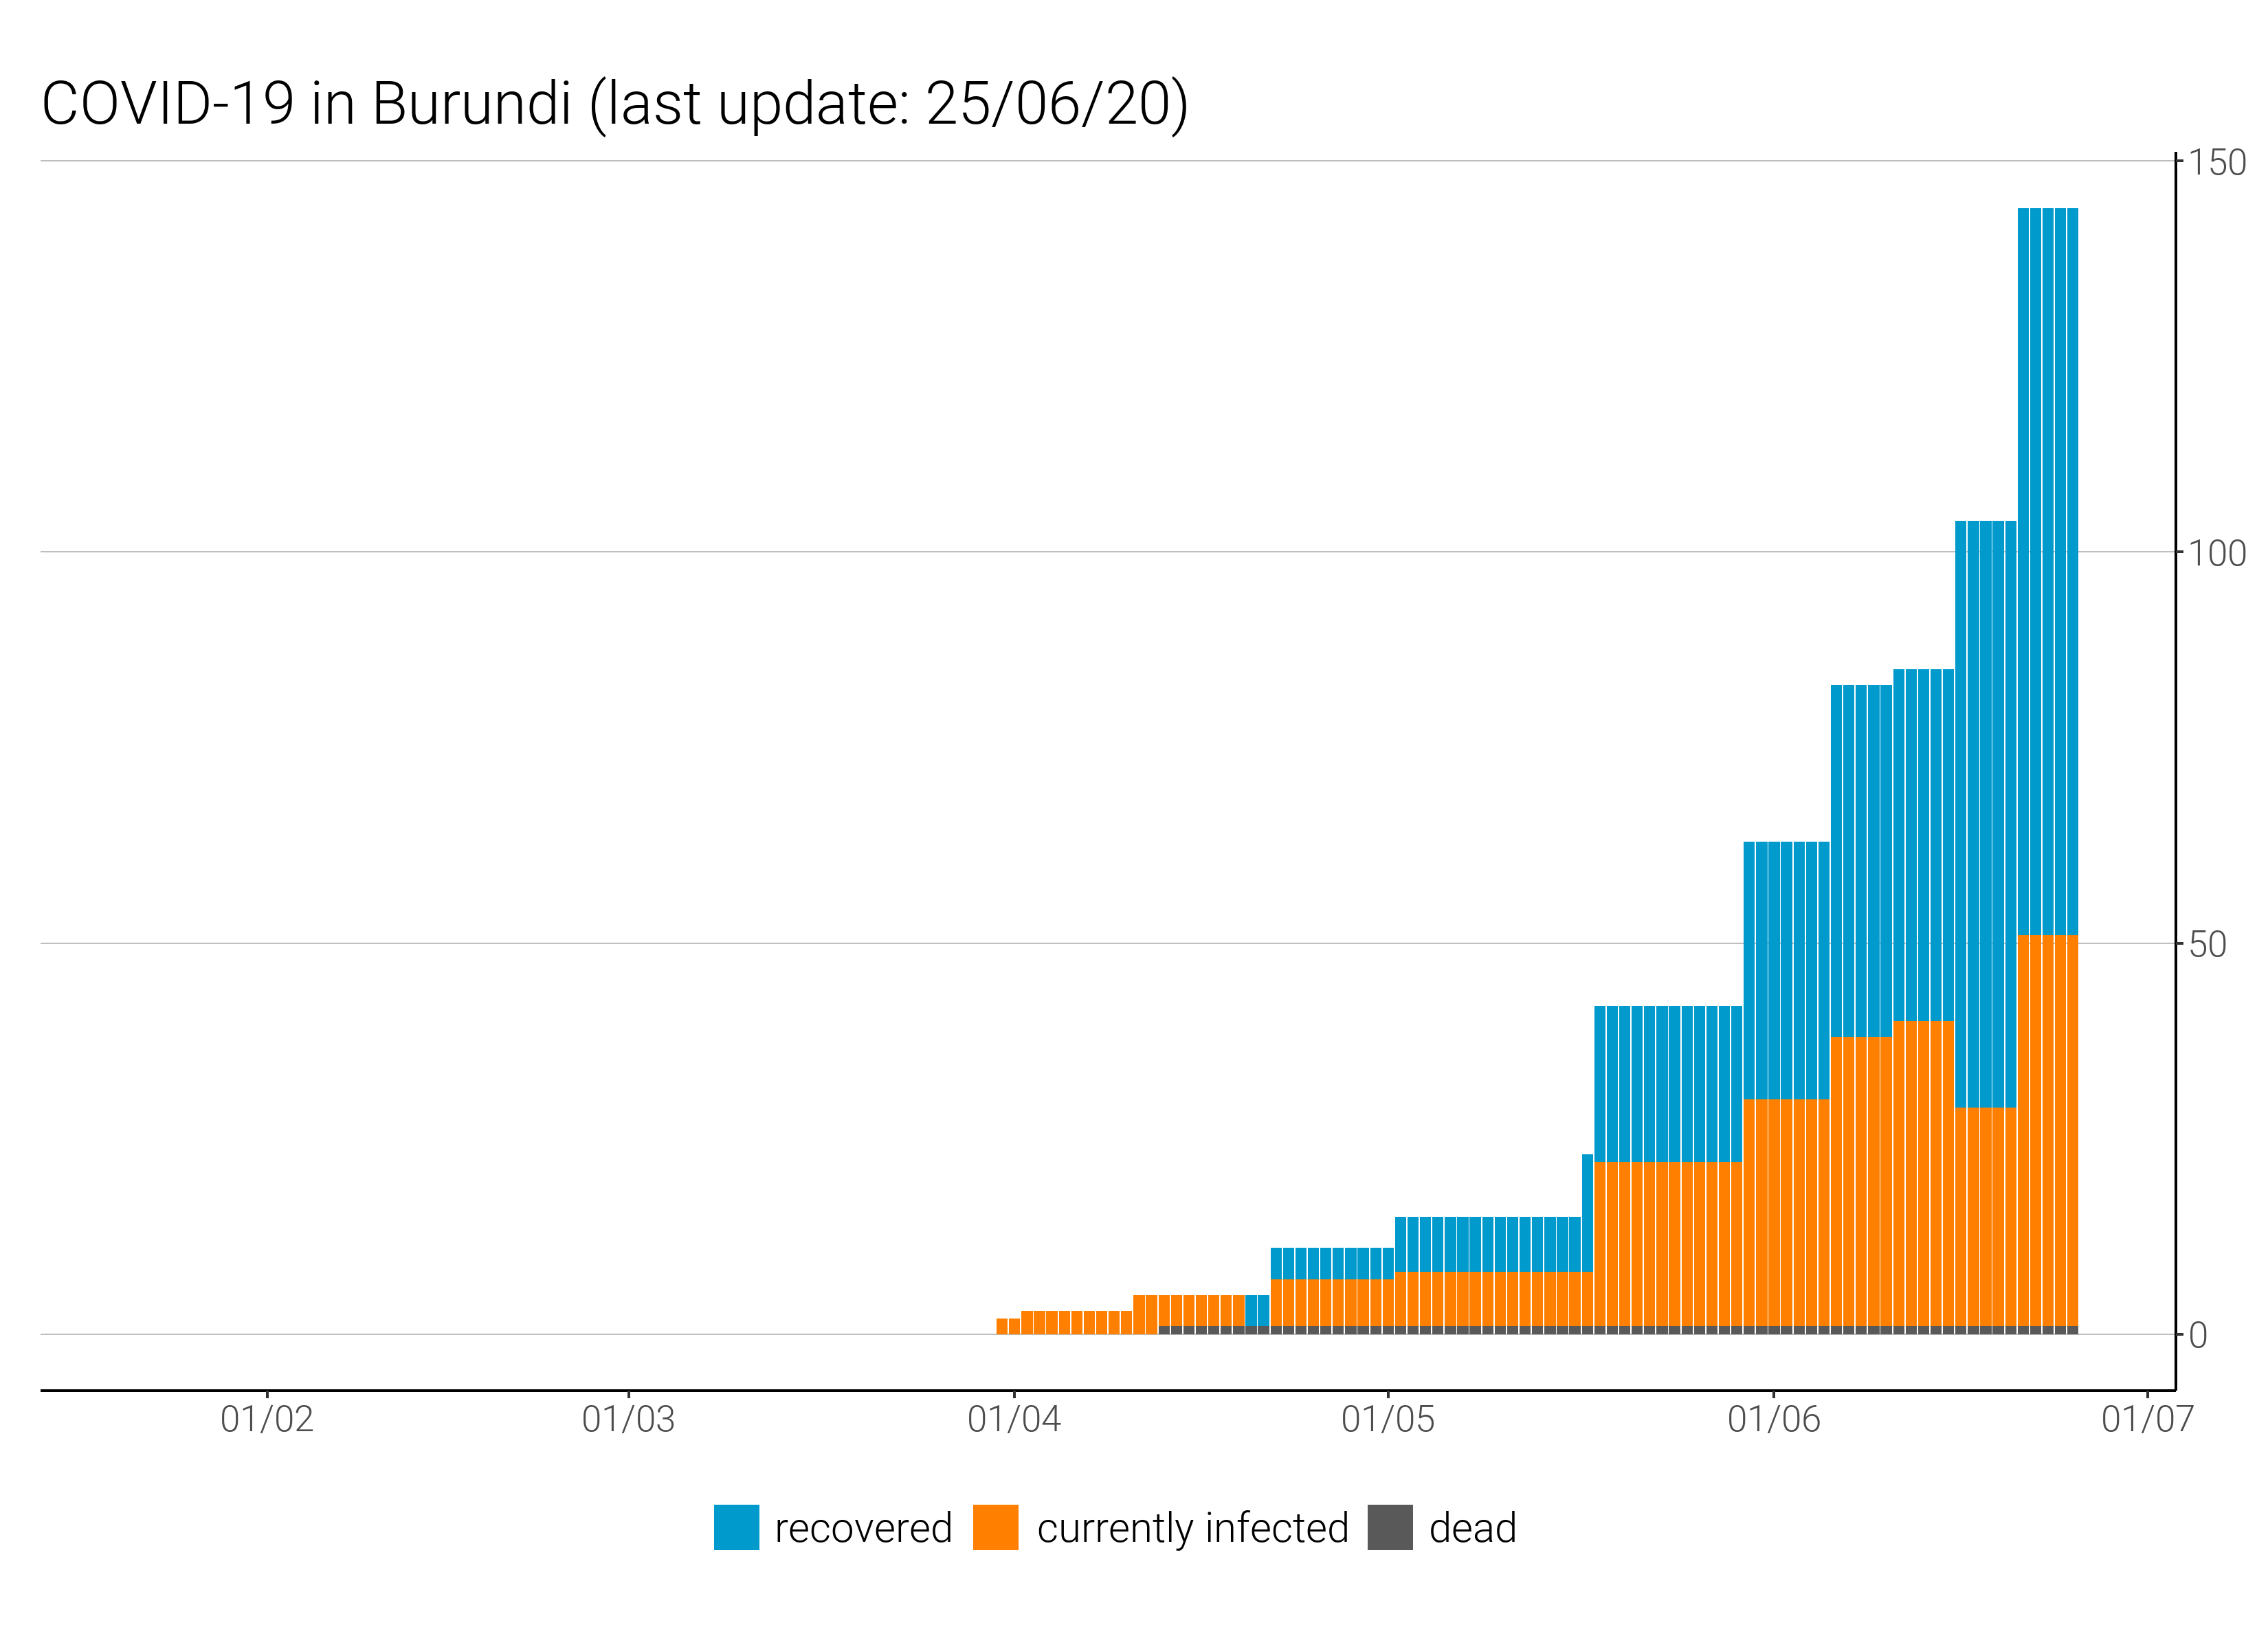 COVID-19 in Burundi (last update: 25/06/20)
150
100
50
0
01/02 01/03 01/04 01/05 01/06 01/07
recovered currently infected dead